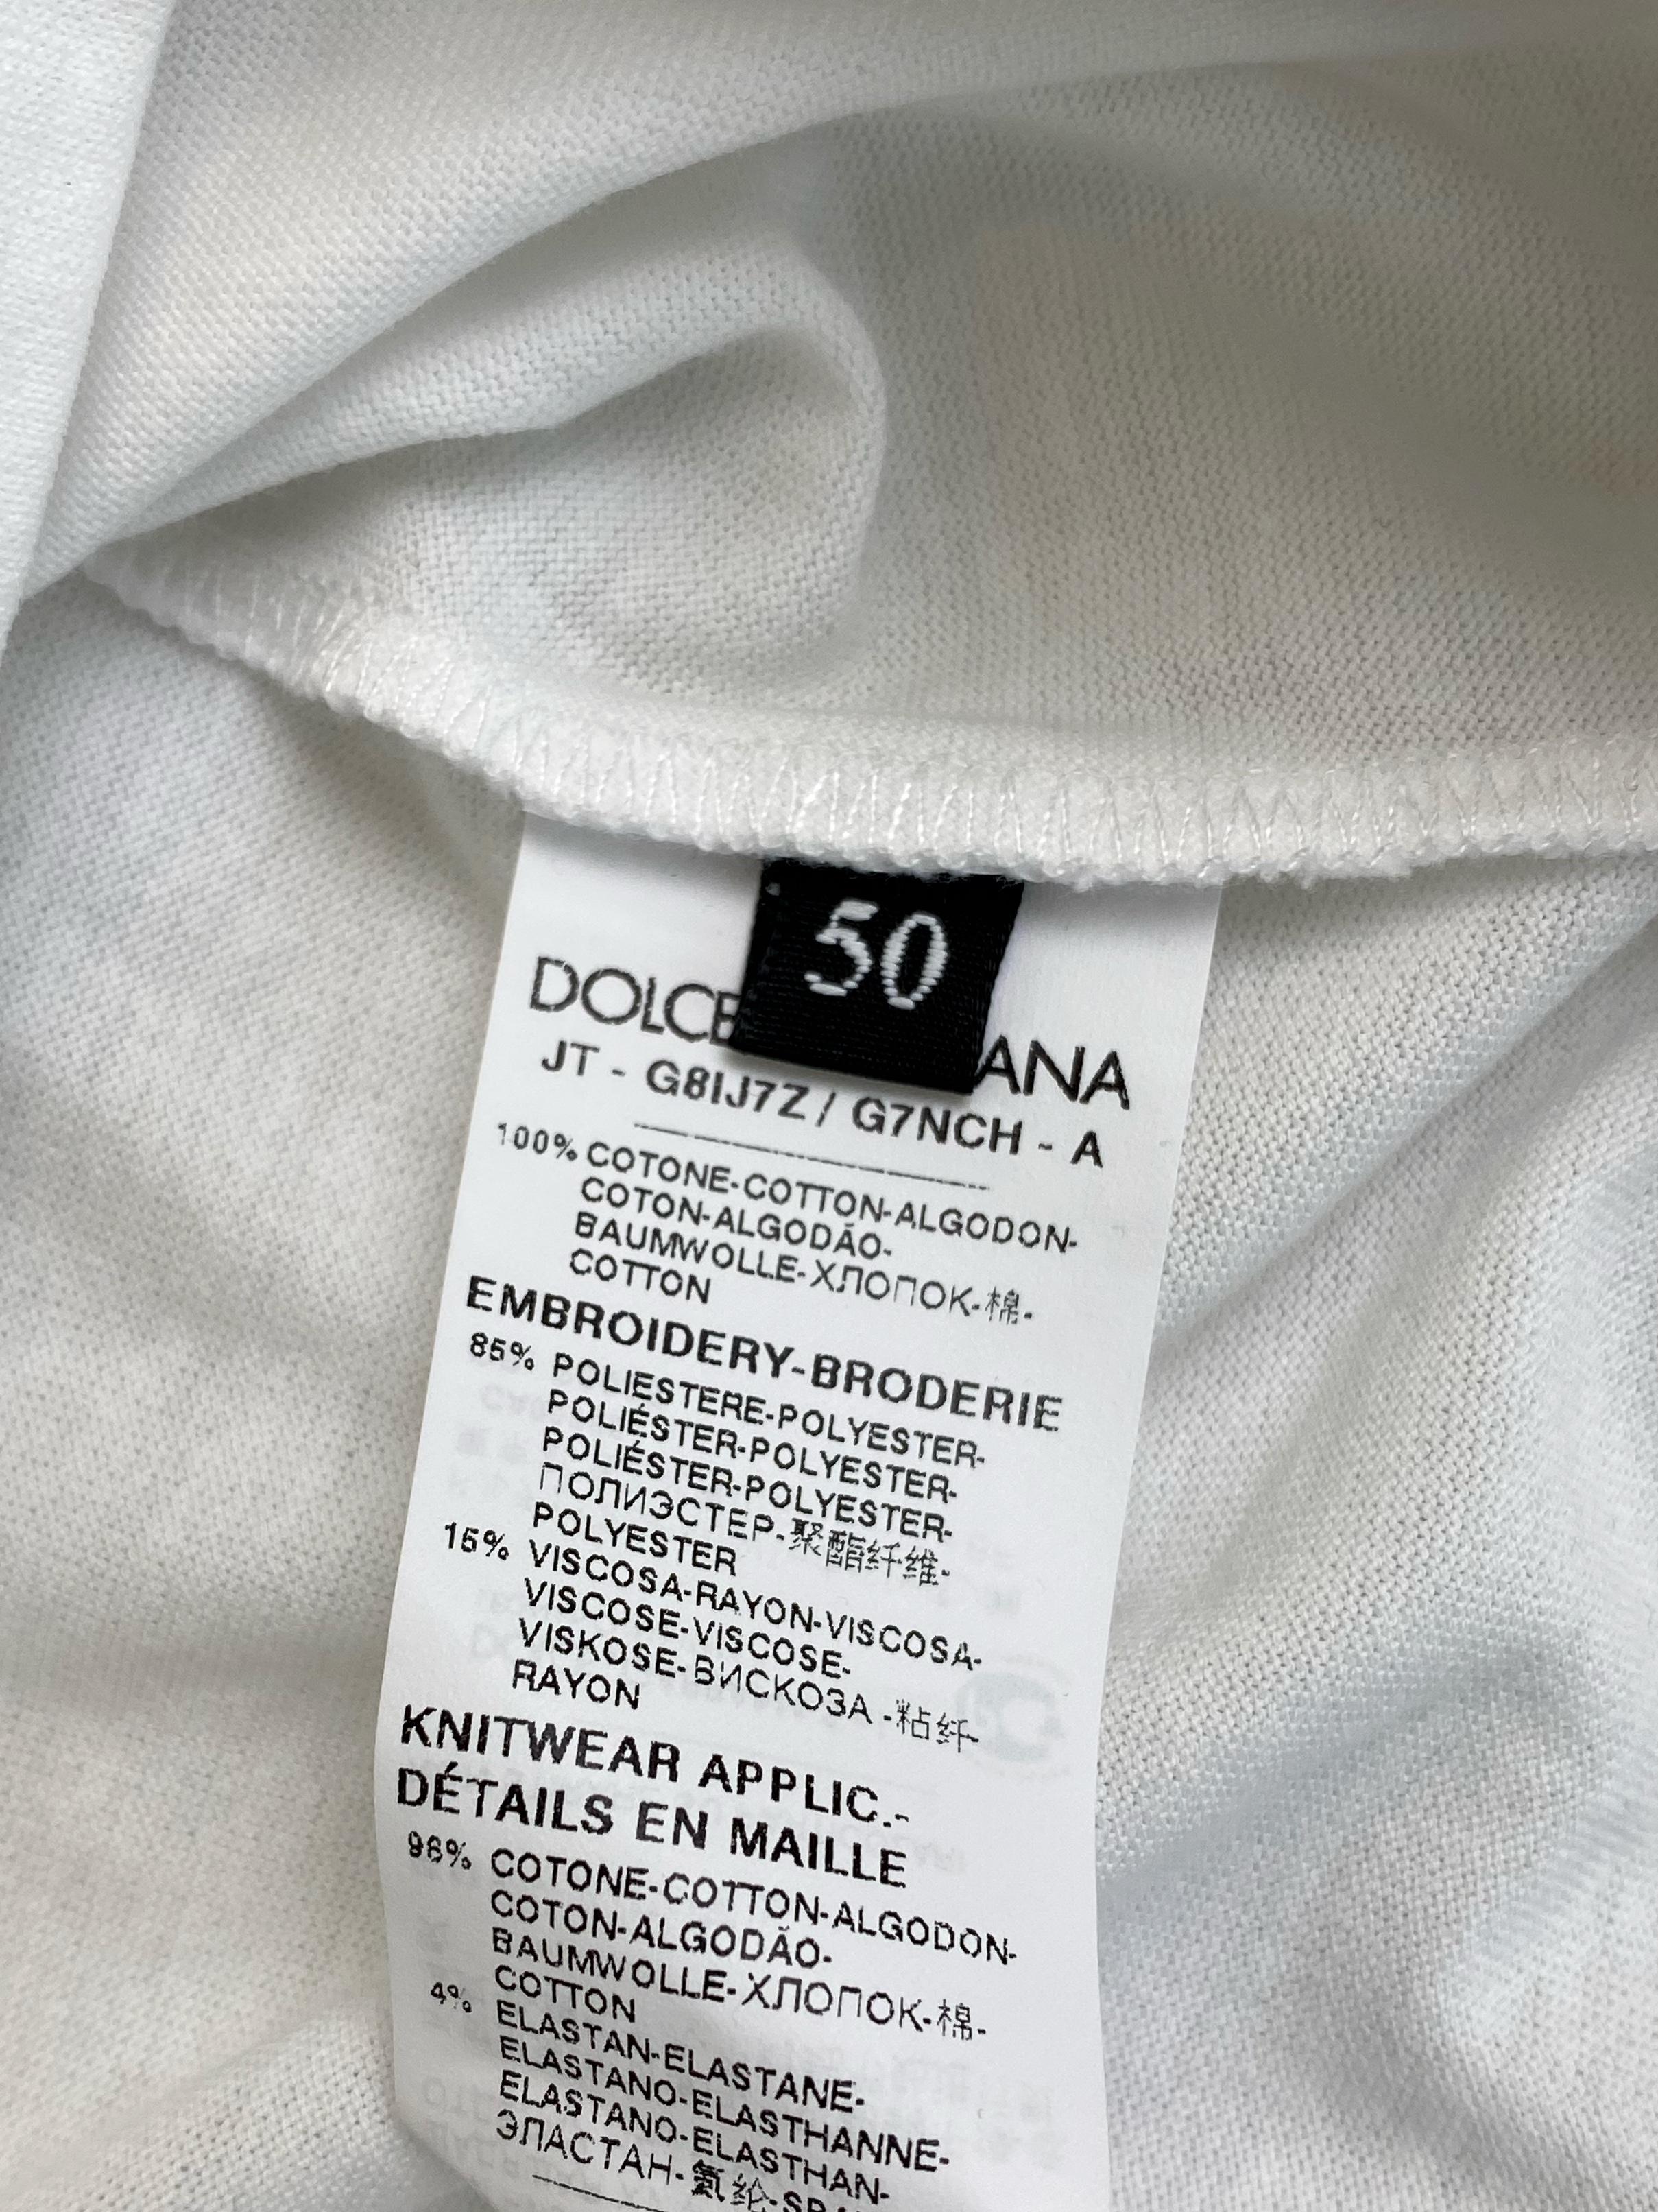 50
DOLCE ANA
JT - G8IJ7Z / G7NCH - A
100% COTONE-COTTON-ALGODON-
COTON-ALGODÃO-
BAUMWOLLE-ХЛОПОК-棉-
COTTON
EMBROIDERY-BRODERIE
85% POLIESTERE-POLYESTER-
POLIÉSTER-POLYESTER-
POLIÉSTER-POLYESTER-
ПОЛИЭСТЕР-聚酯纤维-
POLYESTER
15% VISCOSA-RAYON-VISCOSA-
VISCOSE-VISCOSE-
VISKOSE-ВИСКОЗА-粘纤-
RAYON
KNITWEAR APPLIC.-
DÉTAILS EN MAILLE
96% COTONE-COTTON-ALGODON-
COTON-ALGODÃO-
BAUMWOLLE-ХЛОПОК-棉-
COTTON
4% ELASTAN-ELASTANE-
ELASTANO-ELASTHANNE-
ELASTANO-ELASTHAN-
ЭЛАСТАН-氨纶-